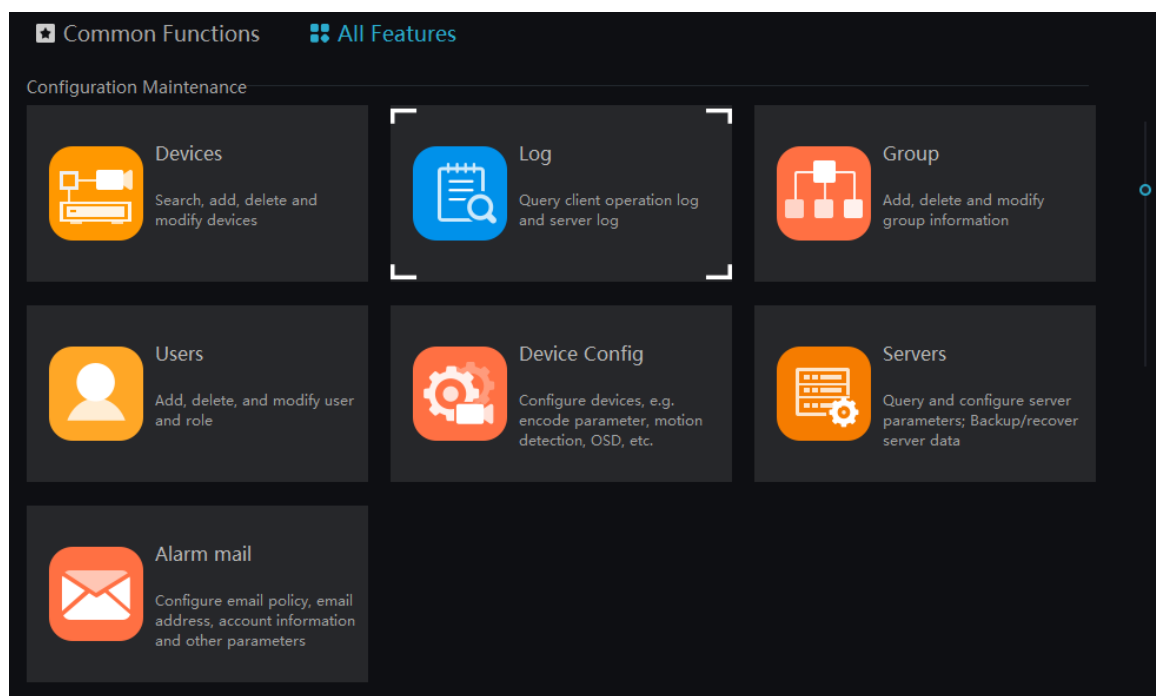 Common Functions
All Features
Configuration Maintenance
Devices
Search, add, delete and
modify devices
Log
Query client operation log
and server log
Group
Add, delete and modify
group information
Users
Add, delete, and modify user
and role
Device Config
Configure devices, e.g.
encode parameter, motion
detection, OSD, etc.
Servers
Query and configure server
parameters; Backup/recover
server data
Alarm mail
Configure email policy, email
address, account information
and other parameters